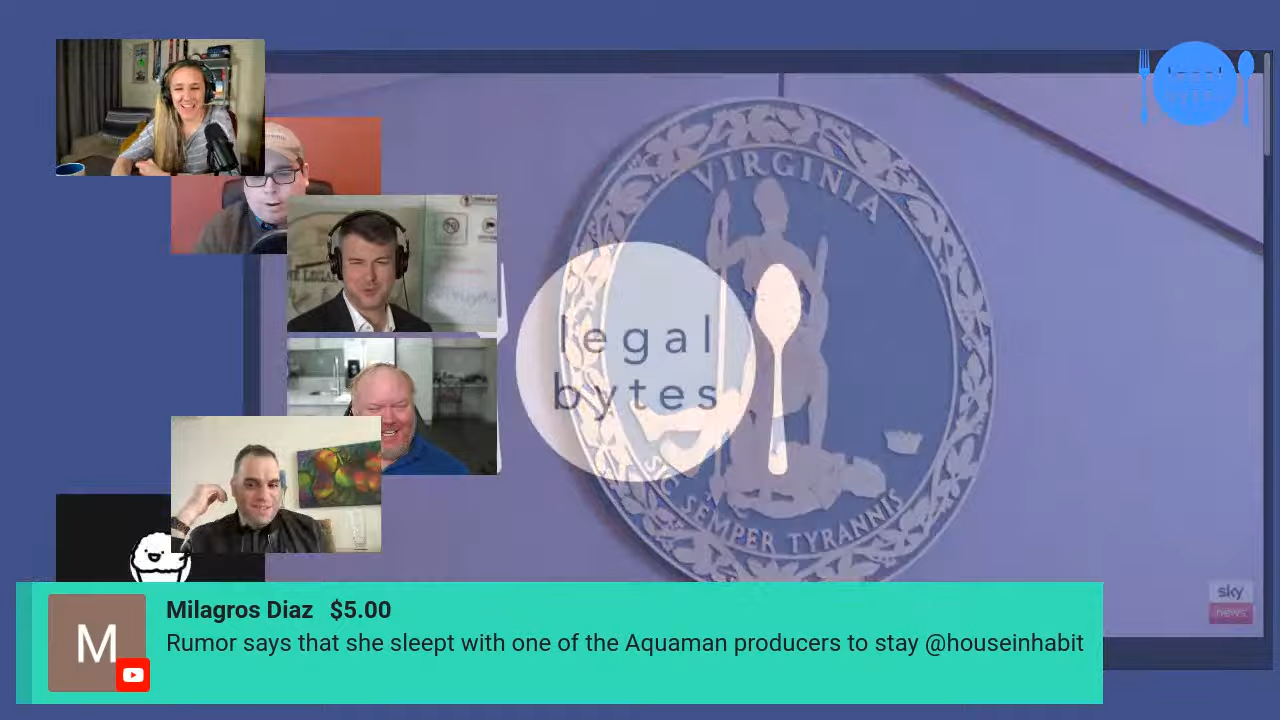 VIRGINIA
legal
bytes
SIC SEMPER TYRANNIS
sky
news
M
Milagros Diaz $5.00
Rumor says that she sleept with one of the Aquaman producers to stay @houseinhabit